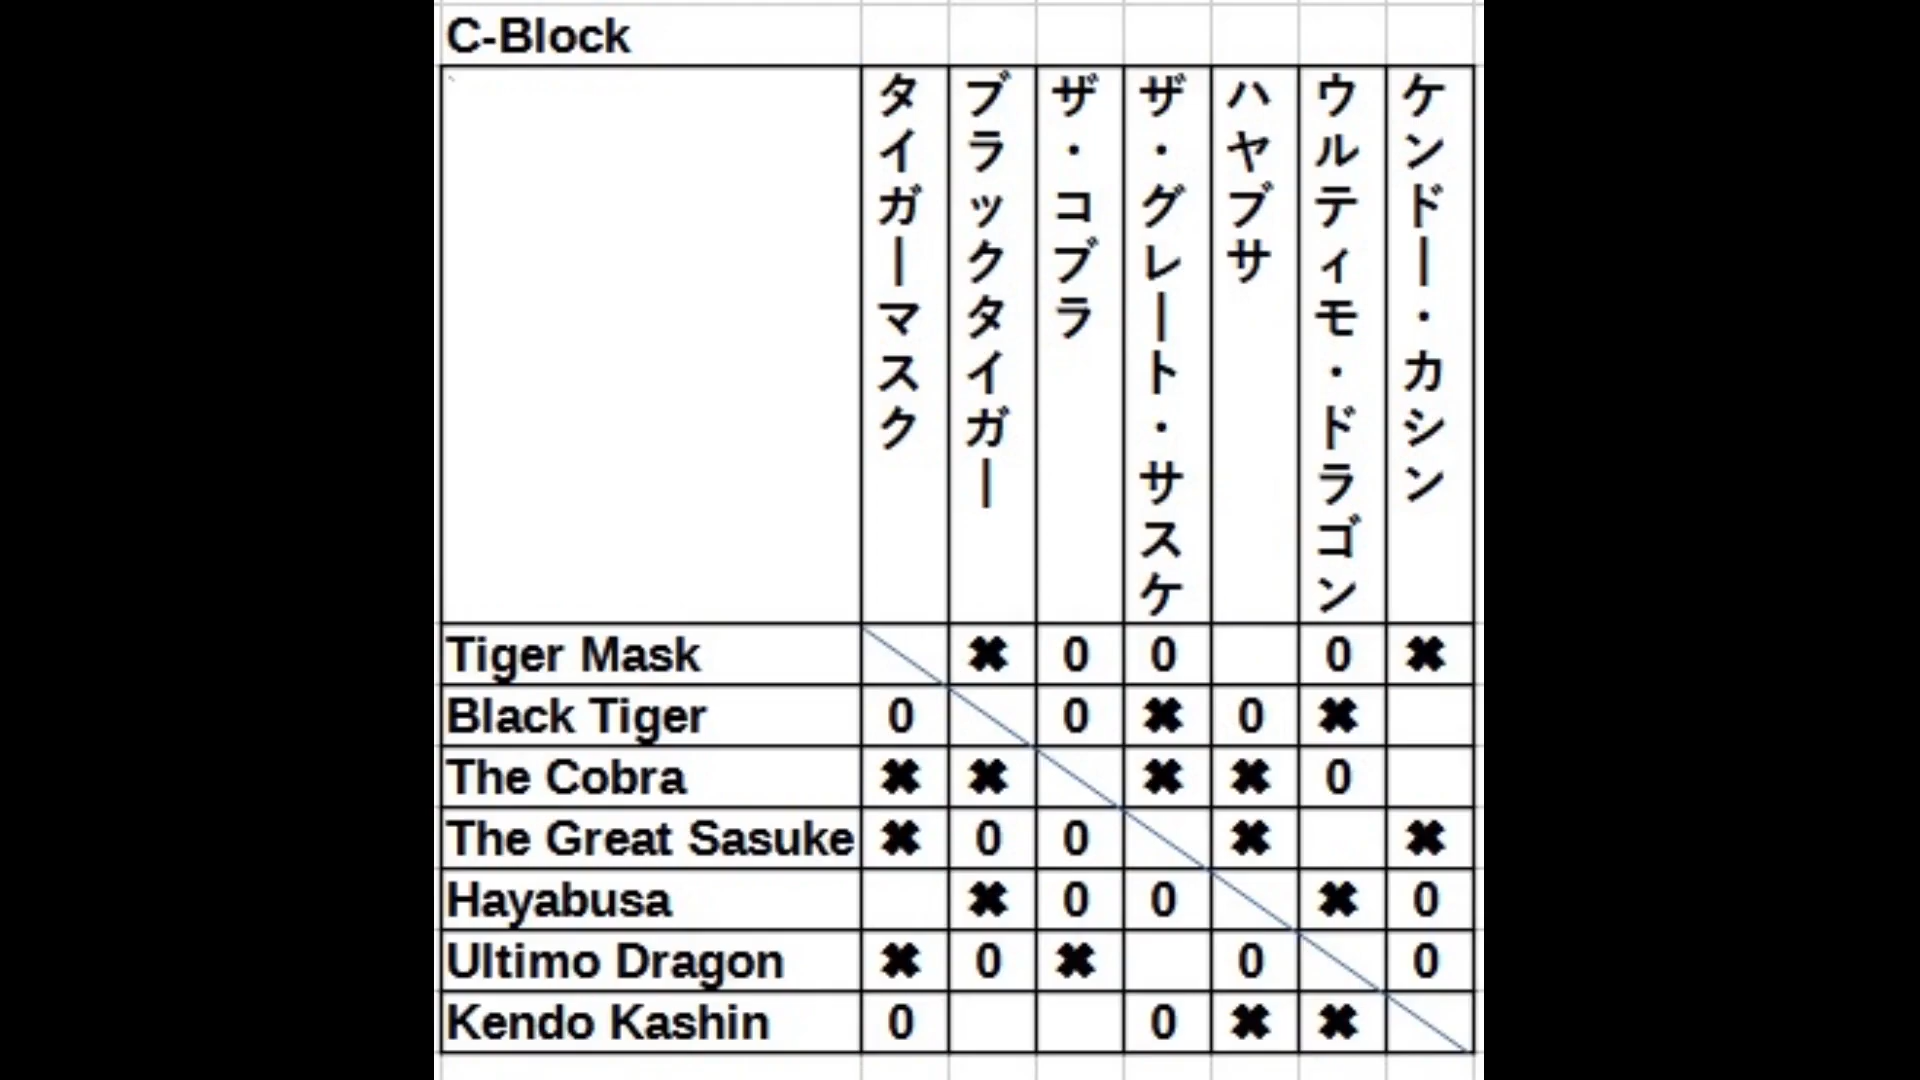 C-Block
タイガーマスク
ブラックタイガー
ザ・コブラ
ザ・グレート・サスケ
ハヤブサ
ウルティモ・ドラゴン
ケンドー・カシン
Tiger Mask ✖ 0 0 0 ✖
Black Tiger 0 0 ✖ 0 ✖
The Cobra ✖ ✖ ✖ ✖ 0
The Great Sasuke ✖ 0 0 ✖ ✖
Hayabusa ✖ 0 0 ✖ 0
Ultimo Dragon ✖ 0 ✖ 0 0
Kendo Kashin 0 0 ✖ ✖